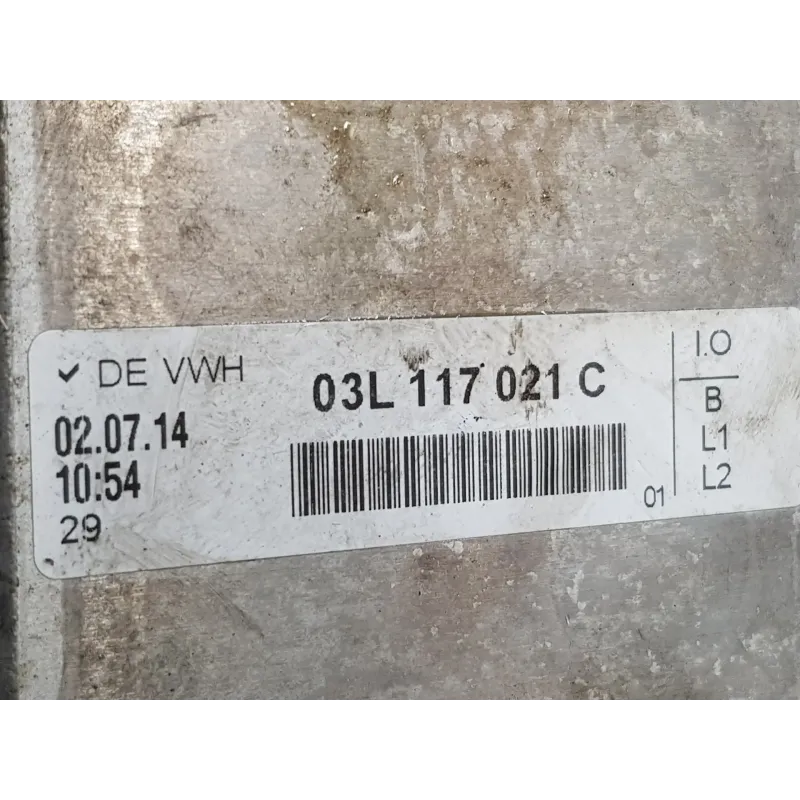 ✓ DE VWH
02.07.14
10:54
29
03L 117 021 C
01
I.O
B
L1
L2